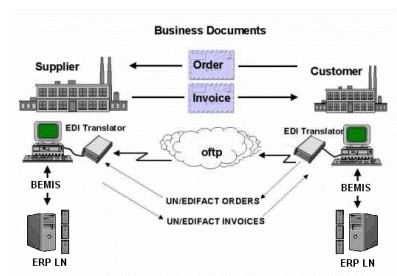 Business Documents
Supplier
Order
Customer
Invoice
EDI Translator
EDI Translator
oftp
BEMIS
BEMIS
UN/EDIFACT ORDERS
UN/EDIFACT INVOICES
ERP LN
ERP LN